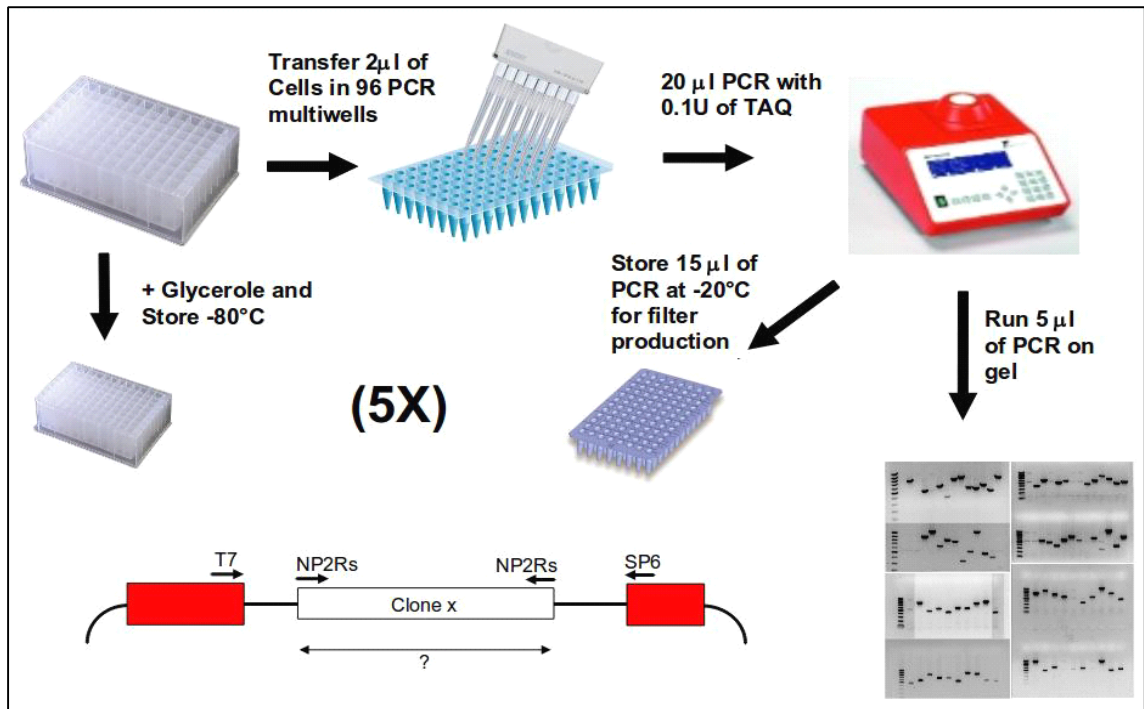 Transfer 2μl of
Cells in 96 PCR
multiwells
20 μl PCR with
0.1U of TAQ
+ Glycerole and
Store -80°C
Store 15 μl of
PCR at -20°C
for filter
production
Run 5 μl
of PCR on
gel
(5X)
T7
NP2Rs
NP2Rs
SP6
Clone x
?